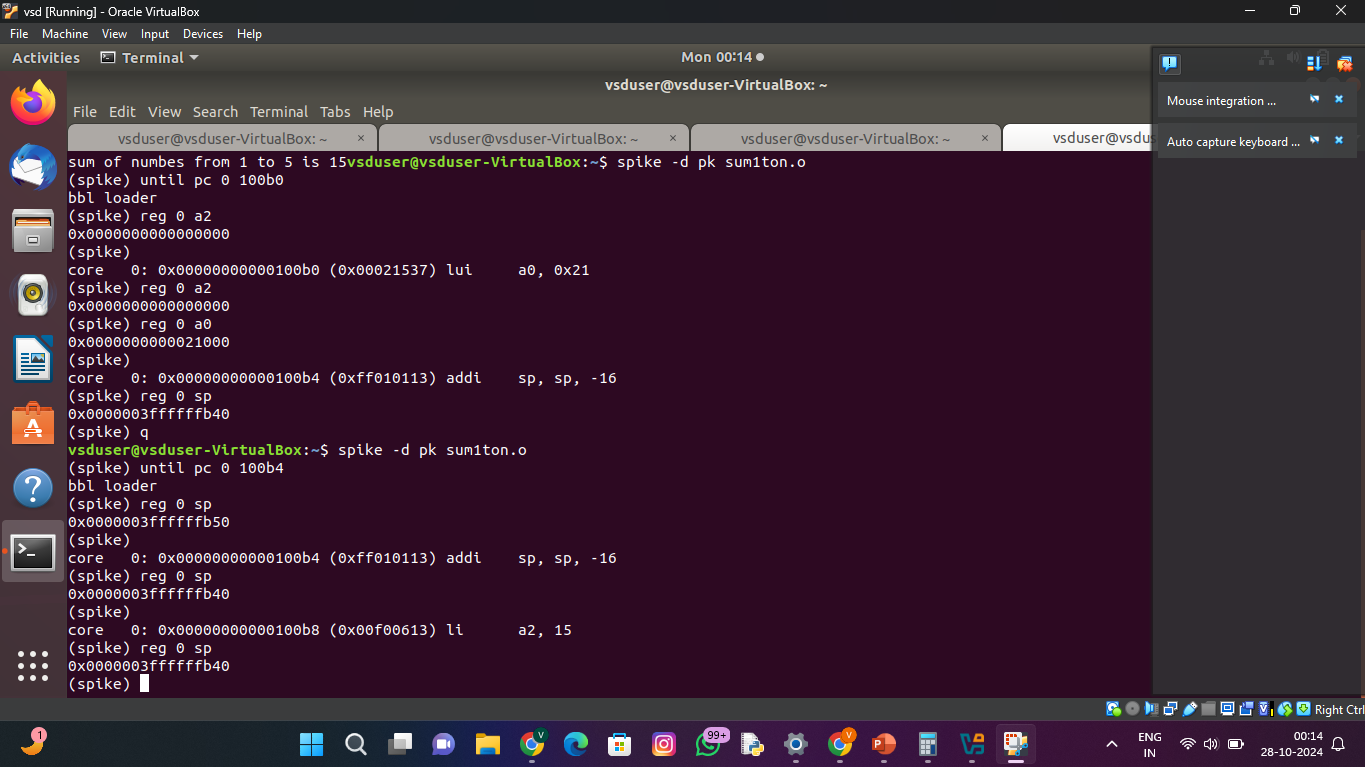 vsd [Running] - Oracle VirtualBox
File Machine View Input Devices Help
Activities Terminal Mon 00:14
vsduser@vsduser-VirtualBox: ~
File Edit View Search Terminal Tabs Help
vsduser@vsduser-VirtualBox: ~ × vsduser@vsduser-VirtualBox: ~ × vsduser@vsduser-VirtualBox: ~ × vsduser@vsdus
Mouse integration ...
Auto capture keyboard ...
sum of numbes from 1 to 5 is 15vsduser@vsduser-VirtualBox:~$ spike -d pk sum1ton.o
(spike) until pc 0 100b0
bbl loader
(spike) reg 0 a2
0x0000000000000000
(spike)
core   0: 0x00000000000100b0 (0x00021537) lui     a0, 0x21
(spike) reg 0 a2
0x0000000000000000
(spike) reg 0 a0
0x0000000000021000
(spike)
core   0: 0x00000000000100b4 (0xff010113) addi    sp, sp, -16
(spike) reg 0 sp
0x0000003ffffffb40
(spike) q
vsduser@vsduser-VirtualBox:~$ spike -d pk sum1ton.o
(spike) until pc 0 100b4
bbl loader
(spike) reg 0 sp
0x0000003ffffffb50
(spike)
core   0: 0x00000000000100b4 (0xff010113) addi    sp, sp, -16
(spike) reg 0 sp
0x0000003ffffffb40
(spike)
core   0: 0x00000000000100b8 (0x00f00613) li      a2, 15
(spike) reg 0 sp
0x0000003ffffffb40
(spike)
Right Ctrl
1
V
99+
V
ENG
IN
00:14
28-10-2024